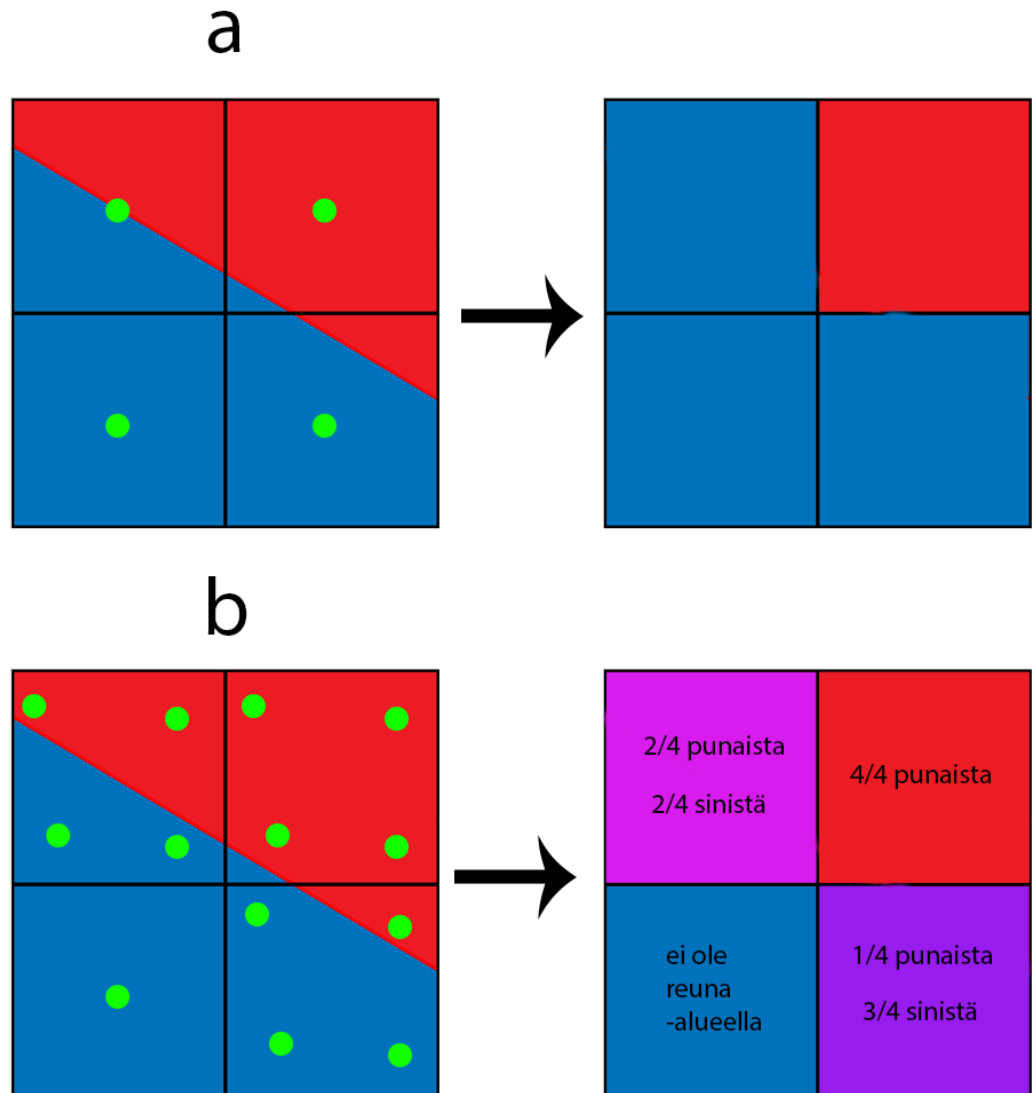 a
b
2/4 punaista
2/4 sinistä
4/4 punaista
ei ole
reuna
-alueella
1/4 punaista
3/4 sinistä